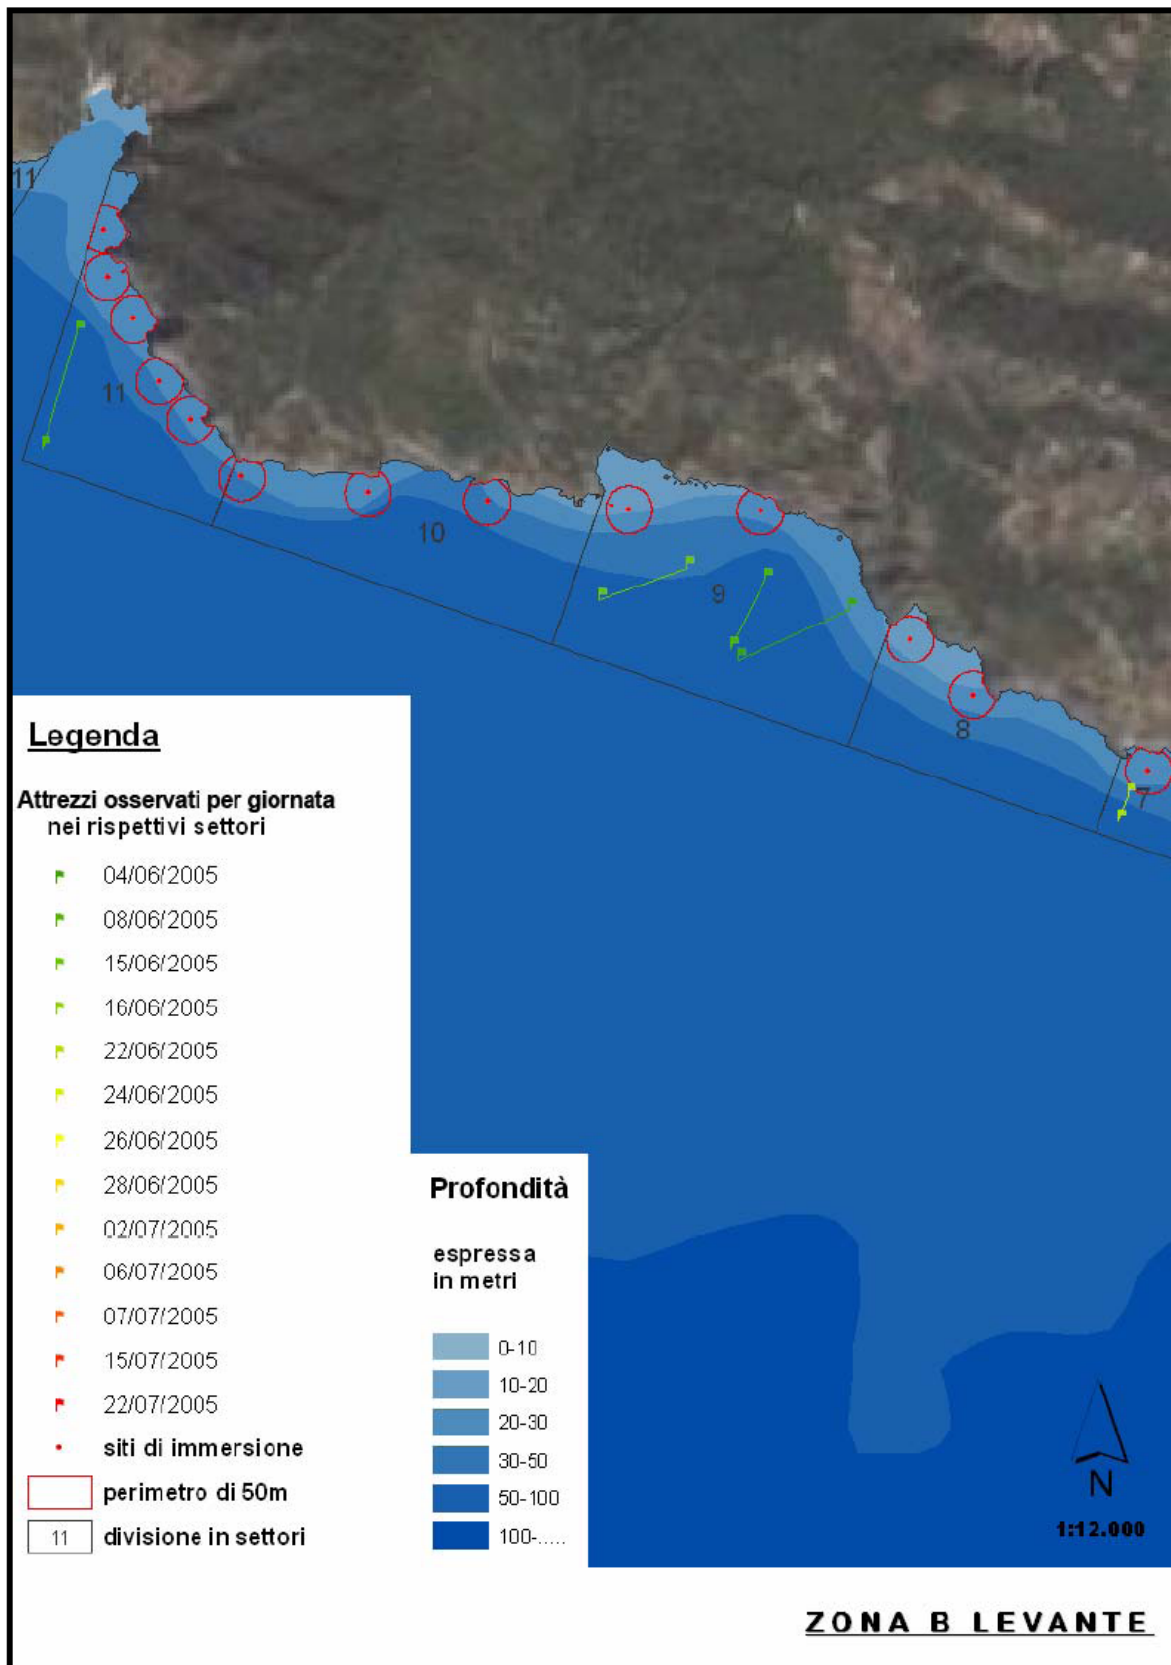 11
11
10
9
8
7
Legenda
Attrezzi osservati per giornata
nei rispettivi settori
04/06/2005
08/06/2005
15/06/2005
16/06/2005
22/06/2005
24/06/2005
26/06/2005
28/06/2005
02/07/2005
06/07/2005
07/07/2005
15/07/2005
22/07/2005
siti di immersione
perimetro di 50m
11 divisione in settori
Profondità
espressa
in metri
0-10
10-20
20-30
30-50
50-100
100-.....
N
1:12.000
ZONA B LEVANTE